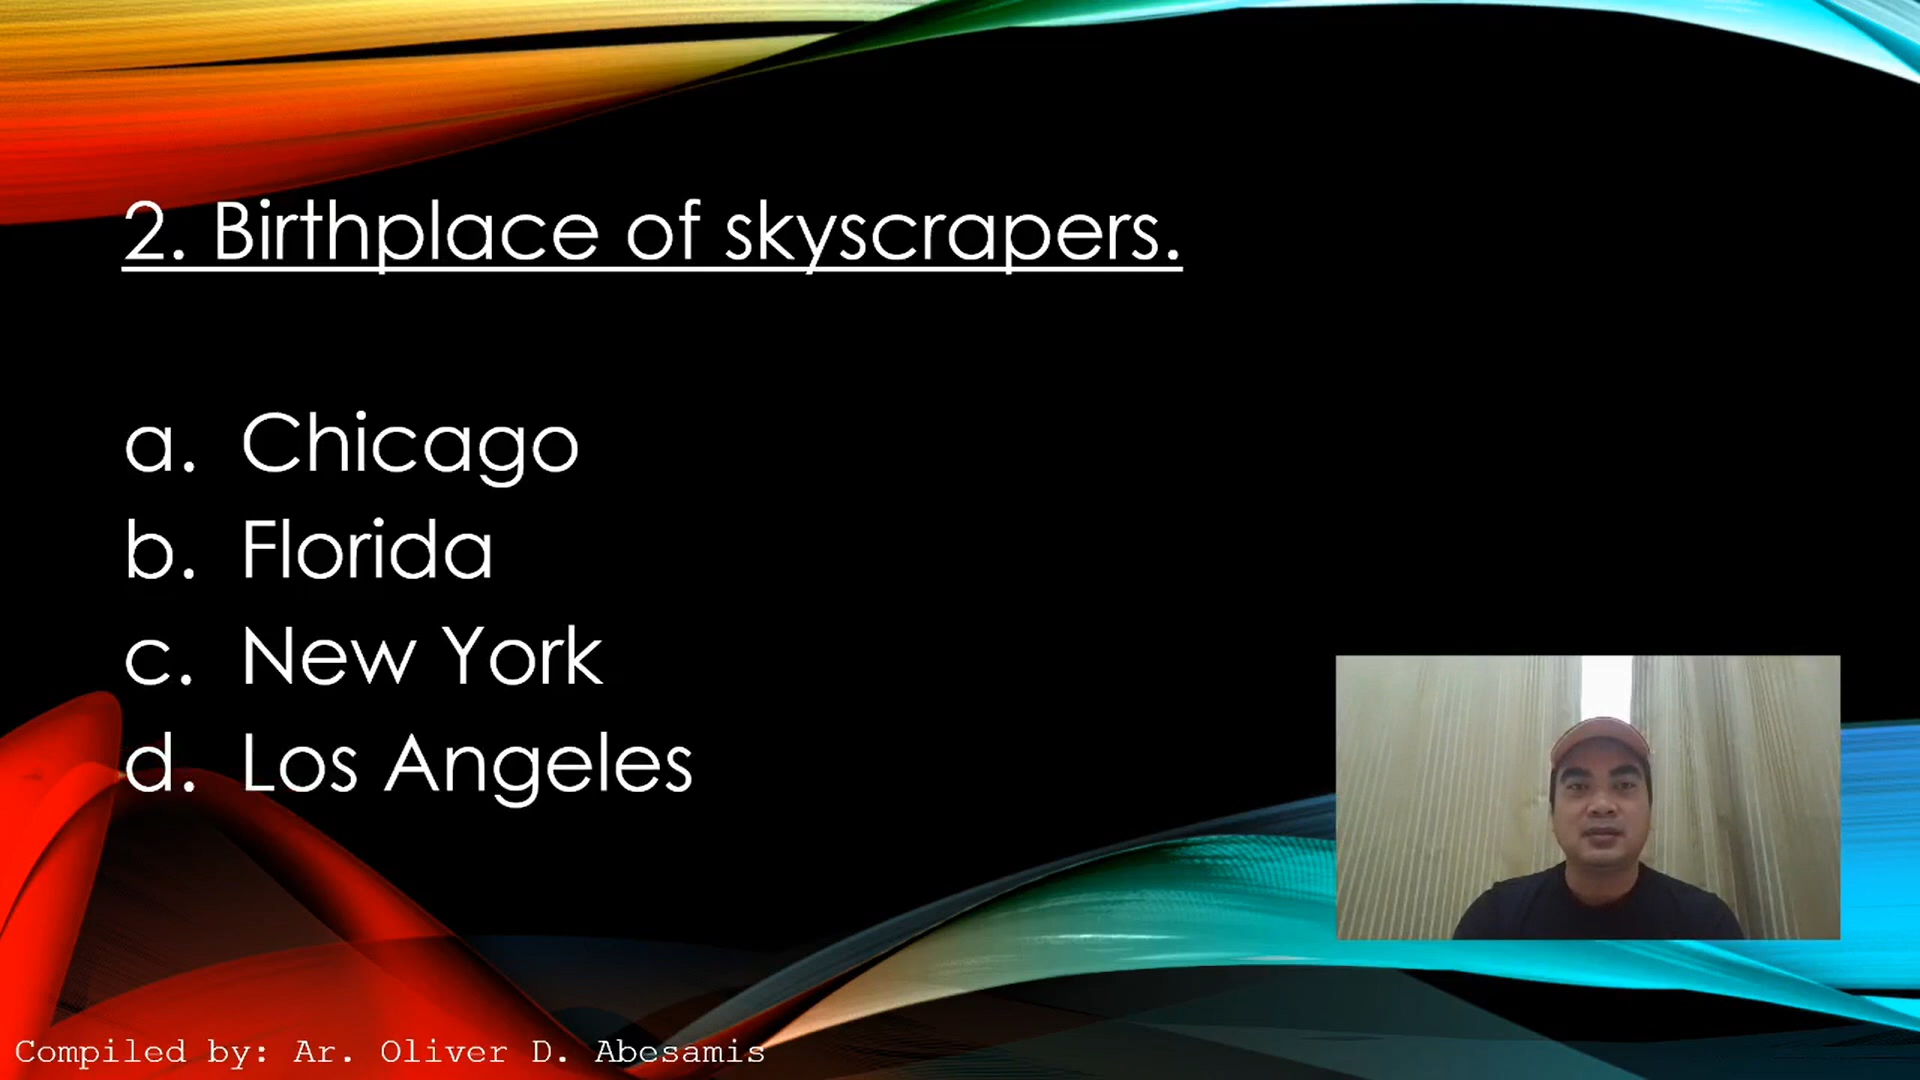 2. Birthplace of skyscrapers.
a. Chicago
b. Florida
c. New York
d. Los Angeles
Compiled by: Ar. Oliver D. Abesamis